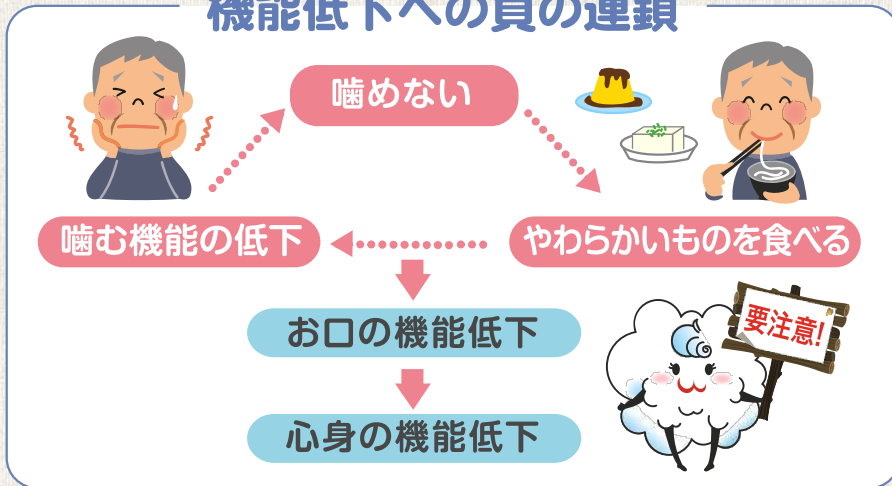 機能低下への負の連鎖
噛めない
やわらかいものを食べる
噛む機能の低下
お口の機能低下
心身の機能低下
要注意!